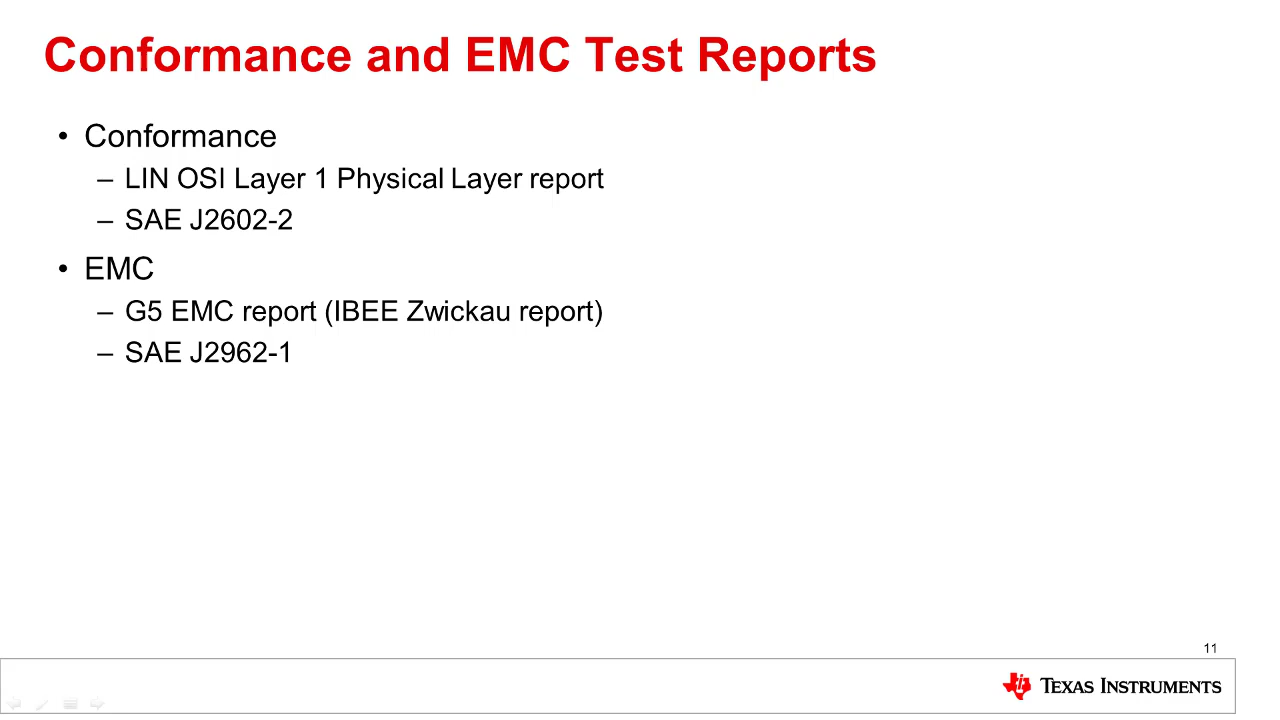 Conformance and EMC Test Reports
• Conformance
– LIN OSI Layer 1 Physical Layer report
– SAE J2602-2
• EMC
– G5 EMC report (IBEE Zwickau report)
– SAE J2962-1
11
TEXAS INSTRUMENTS